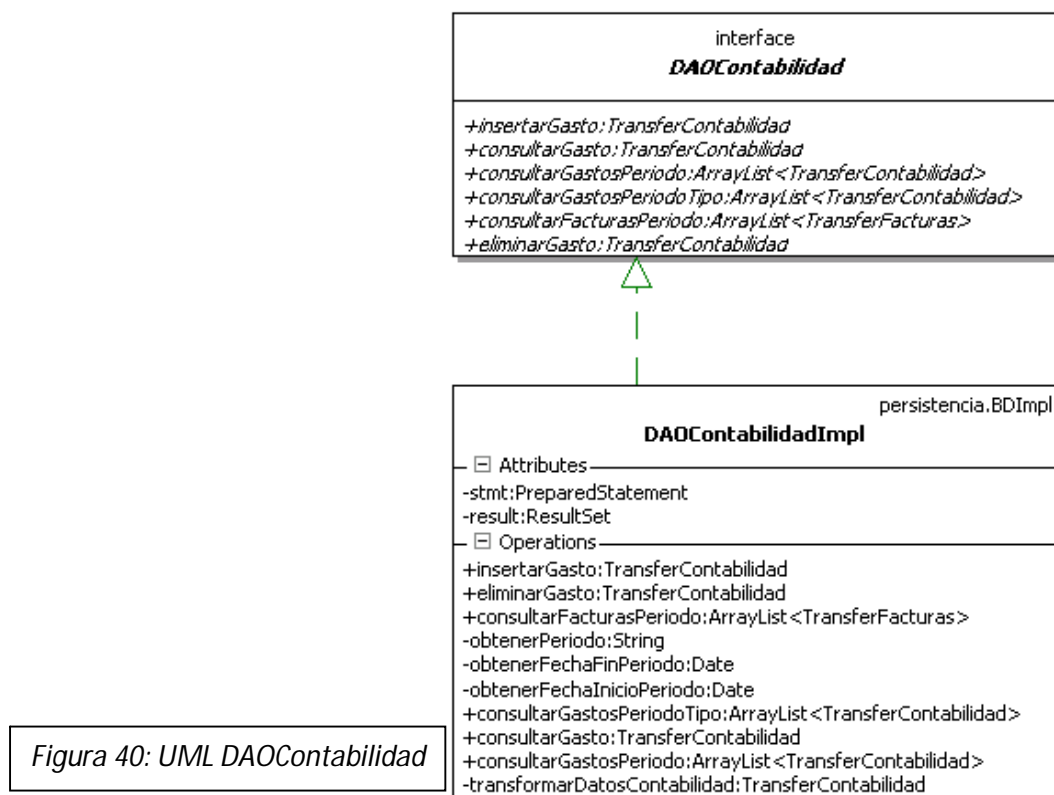 interface
DAOContabilidad
+insertarGasto:TransferContabilidad
+consultarGasto:TransferContabilidad
+consultarGastosPeriodo:ArrayList<TransferContabilidad>
+consultarGastosPeriodoTipo:ArrayList<TransferContabilidad>
+consultarFacturasPeriodo:ArrayList<TransferFacturas>
+eliminarGasto:TransferContabilidad
persistencia.BDImpl
DAOContabilidadImpl
Attributes
-stmt:PreparedStatement
-result:ResultSet
Operations
+insertarGasto:TransferContabilidad
+eliminarGasto:TransferContabilidad
+consultarFacturasPeriodo:ArrayList<TransferFacturas>
-obtenerPeriodo:String
-obtenerFechaFinPeriodo:Date
-obtenerFechaInicioPeriodo:Date
+consultarGastosPeriodoTipo:ArrayList<TransferContabilidad>
+consultarGasto:TransferContabilidad
+consultarGastosPeriodo:ArrayList<TransferContabilidad>
-transformarDatosContabilidad:TransferContabilidad
Figura 40: UML DAOContabilidad